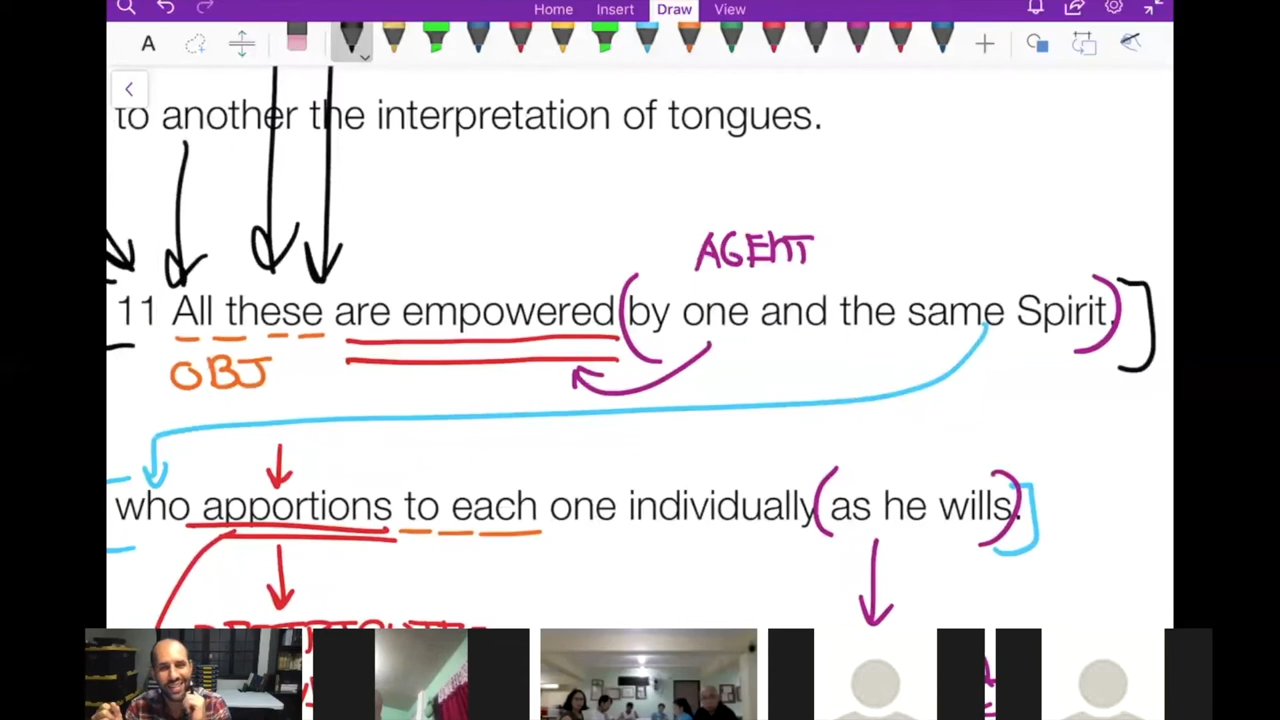 Home Insert Draw View
A
to another the interpretation of tongues.
AGENT
11 All these are empowered (by one and the same Spirit,)]
OBJ
who apportions to each one individually (as he wills).]